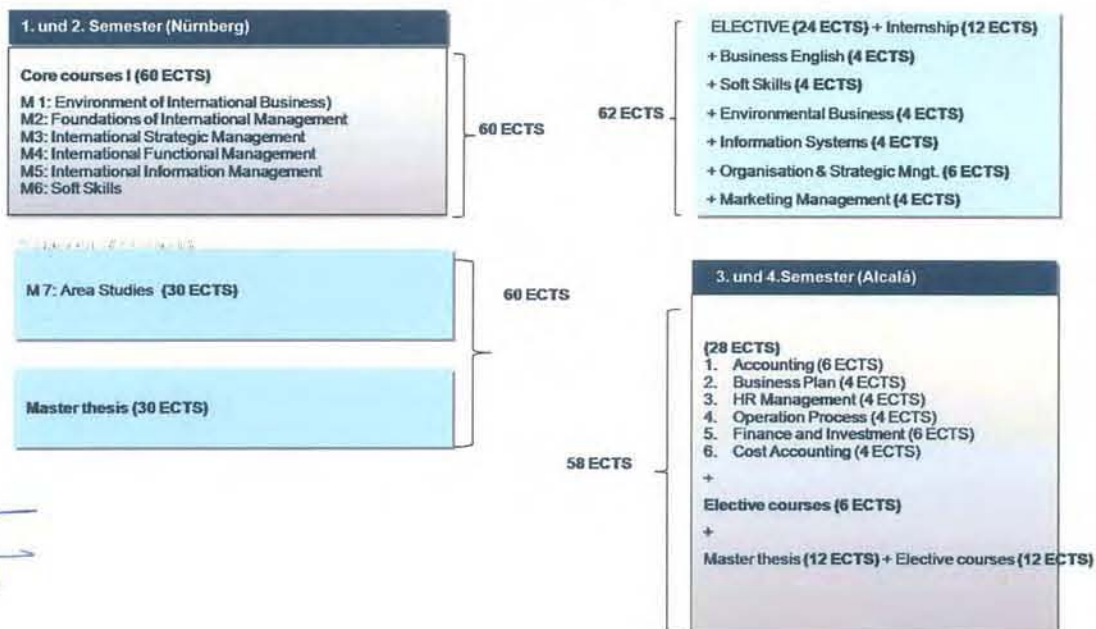 1. und 2. Semester (Nürnberg)
Core courses I (60 ECTS)
M 1: Environment of International Business)
M2: Foundations of International Management
M3: International Strategic Management
M4: International Functional Management
M5: International Information Management
M6: Soft Skills
60 ECTS
M 7: Area Studies (30 ECTS)
Master thesis (30 ECTS)
60 ECTS
62 ECTS
ELECTIVE (24 ECTS) + Internship (12 ECTS)
+ Business English (4 ECTS)
+ Soft Skills (4 ECTS)
+ Environmental Business (4 ECTS)
+ Information Systems (4 ECTS)
+ Organisation & Strategic Mngt. (6 ECTS)
+ Marketing Management (4 ECTS)
3. und 4.Semester (Alcalá)
58 ECTS
(28 ECTS)
1. Accounting (6 ECTS)
2. Business Plan (4 ECTS)
3. HR Management (4 ECTS)
4. Operation Process (4 ECTS)
5. Finance and Investment (6 ECTS)
6. Cost Accounting (4 ECTS)
+
Elective courses (6 ECTS)
+
Master thesis (12 ECTS) + Elective courses (12 ECTS)